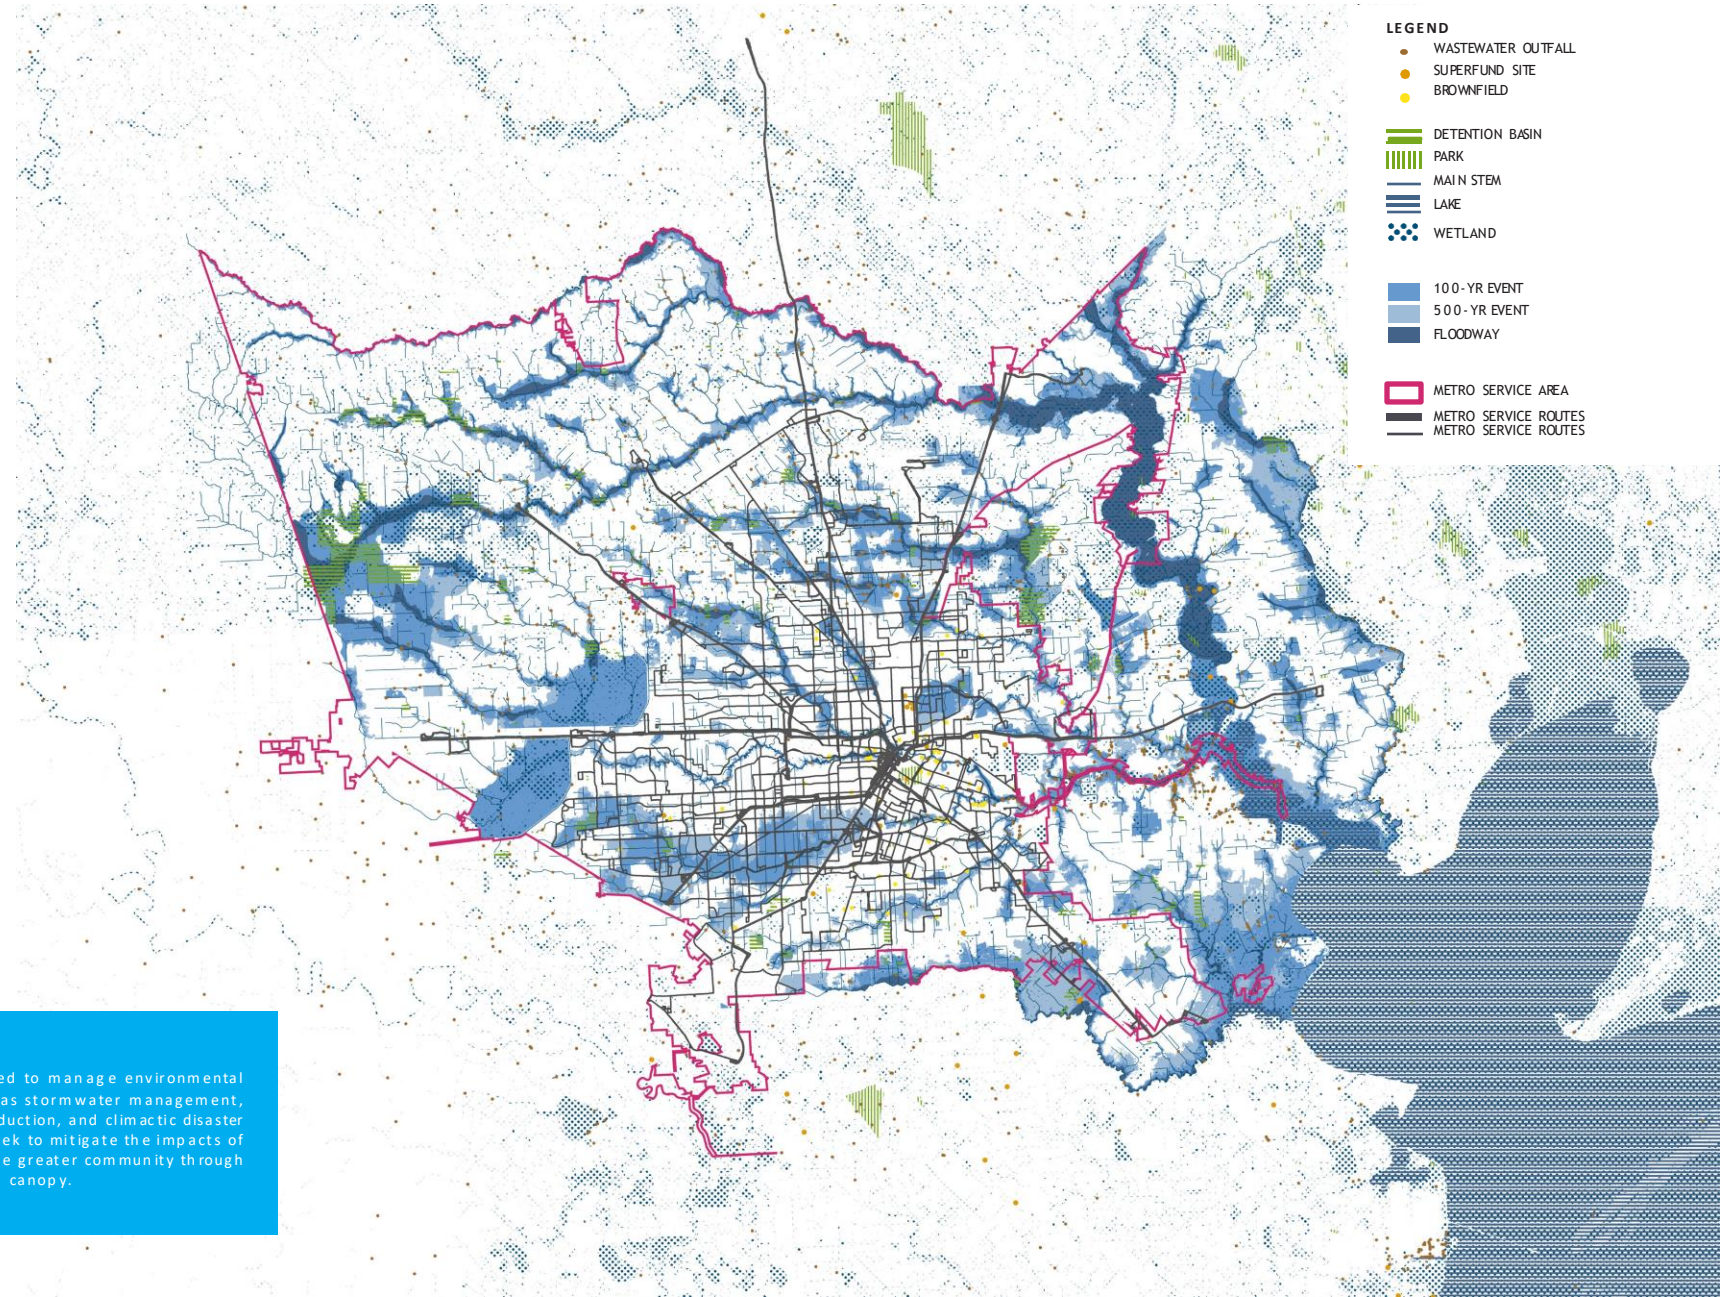 LEGEND
WASTEWATER OUTFALL
SUPERFUND SITE
BROWNFIELD
DETENTION BASIN
PARK
MAIN STEM
LAKE
WETLAND
100-YR EVENT
500-YR EVENT
FLOODWAY
METRO SERVICE AREA
METRO SERVICE ROUTES
METRO SERVICE ROUTES
ed to manage environmental
as stormwater management,
duction, and climactic disaster
ek to mitigate the impacts of
e greater community through
canopy.